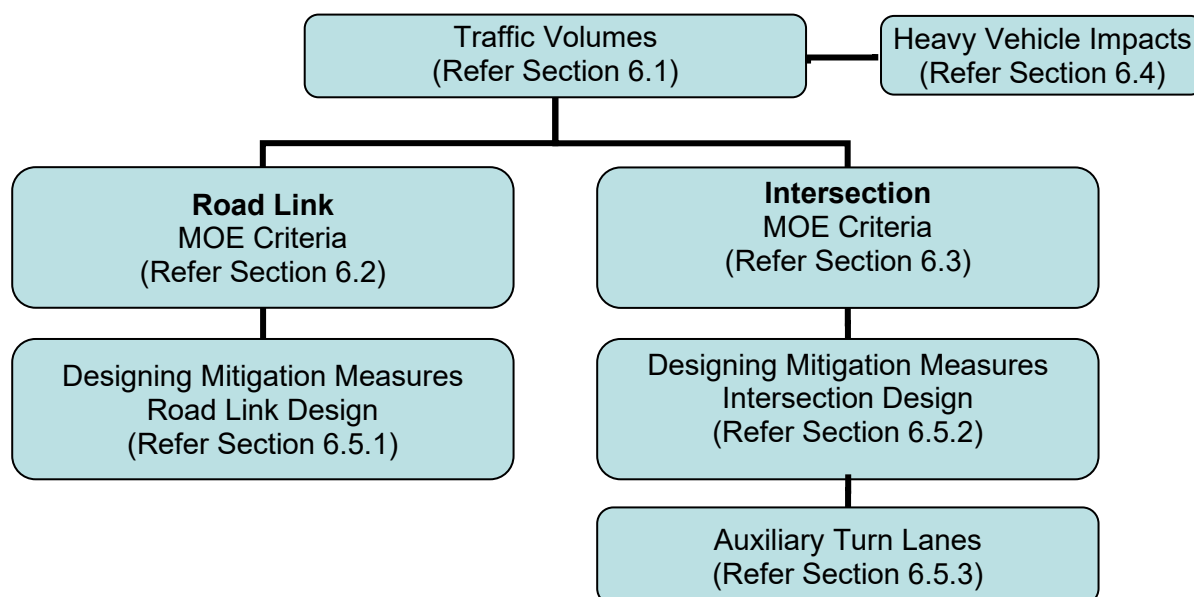 Traffic Volumes
(Refer Section 6.1)
Heavy Vehicle Impacts
(Refer Section 6.4)
Road Link
MOE Criteria
(Refer Section 6.2)
Intersection
MOE Criteria
(Refer Section 6.3)
Designing Mitigation Measures
Road Link Design
(Refer Section 6.5.1)
Designing Mitigation Measures
Intersection Design
(Refer Section 6.5.2)
Auxiliary Turn Lanes
(Refer Section 6.5.3)